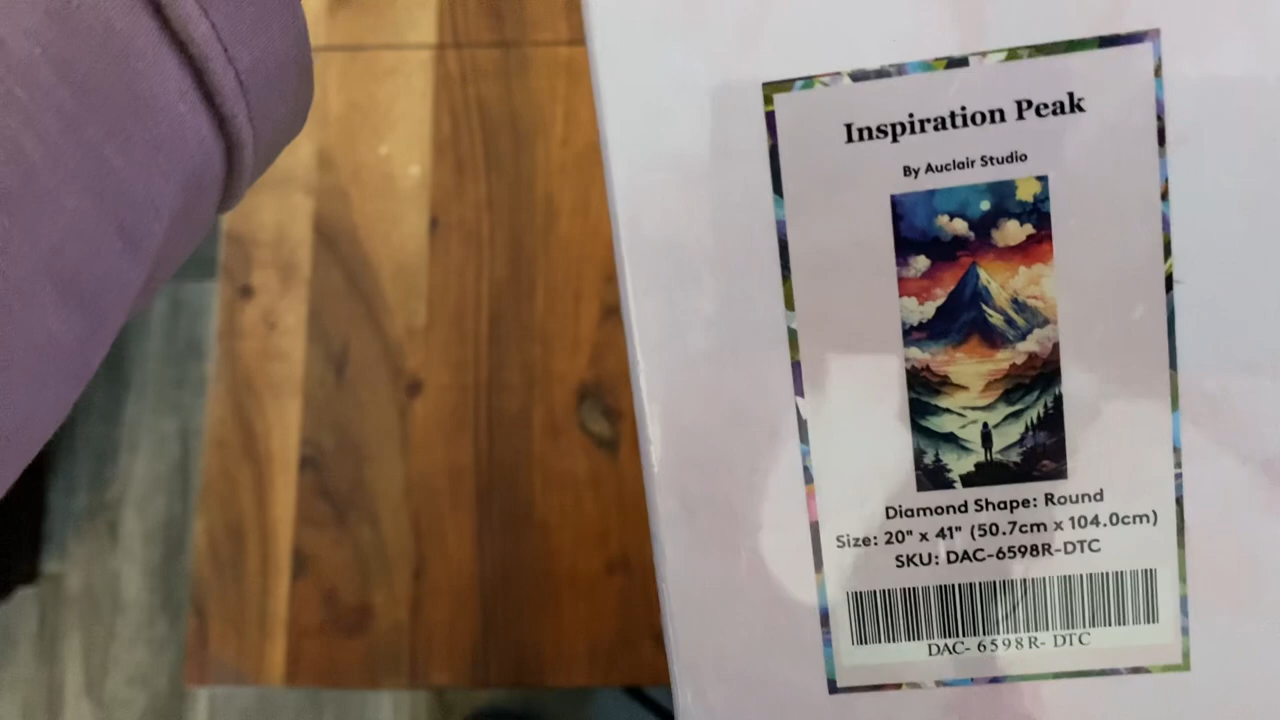 Inspiration Peak
By Auclair Studio
Diamond Shape: Round
Size: 20" x 41" (50.7cm x 104.0cm)
SKU: DAC-6598R-DTC
DAC- 6598R- DTC